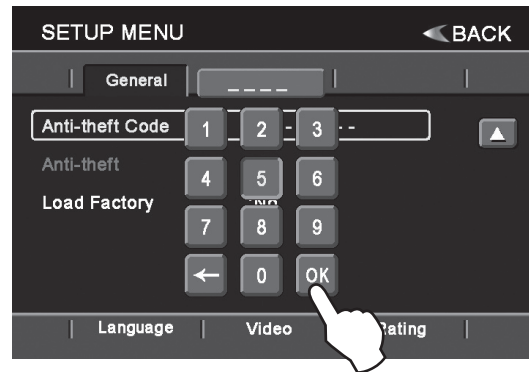 SETUP MENU BACK
General _ _ _ _
Anti-theft Code 1 2 - 3 - -
Anti-theft 4 5 6
Load Factory
7 8 9
← 0 OK
Language Video